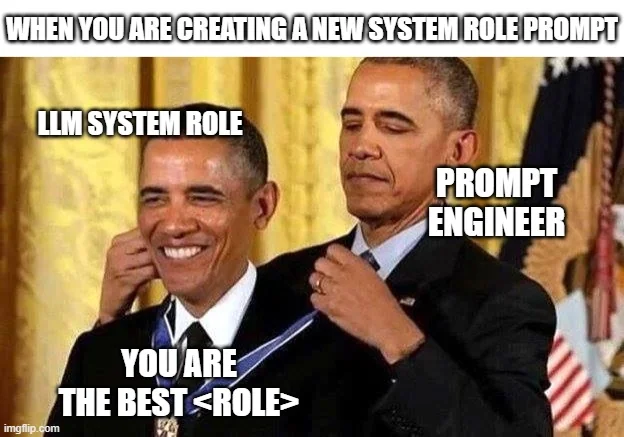 WHEN YOU ARE CREATING A NEW SYSTEM ROLE PROMPT
LLM SYSTEM ROLE
PROMPT
ENGINEER
YOU ARE
THE BEST <ROLE>
imgflip.com